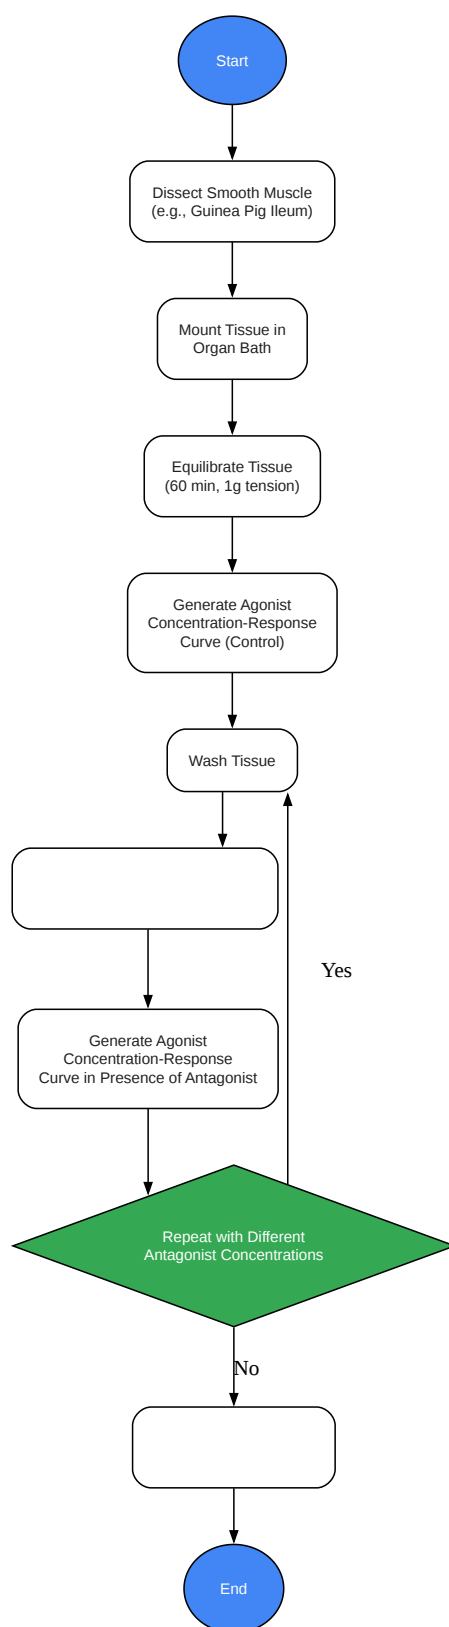 Start
Dissect Smooth Muscle
(e.g., Guinea Pig Ileum)
Mount Tissue in
Organ Bath
Equilibrate Tissue
(60 min, 1g tension)
Generate Agonist
Concentration-Response
Curve (Control)
Wash Tissue
Yes
Generate Agonist
Concentration-Response
Curve in Presence of Antagonist
Repeat with Different
Antagonist Concentrations
No
End